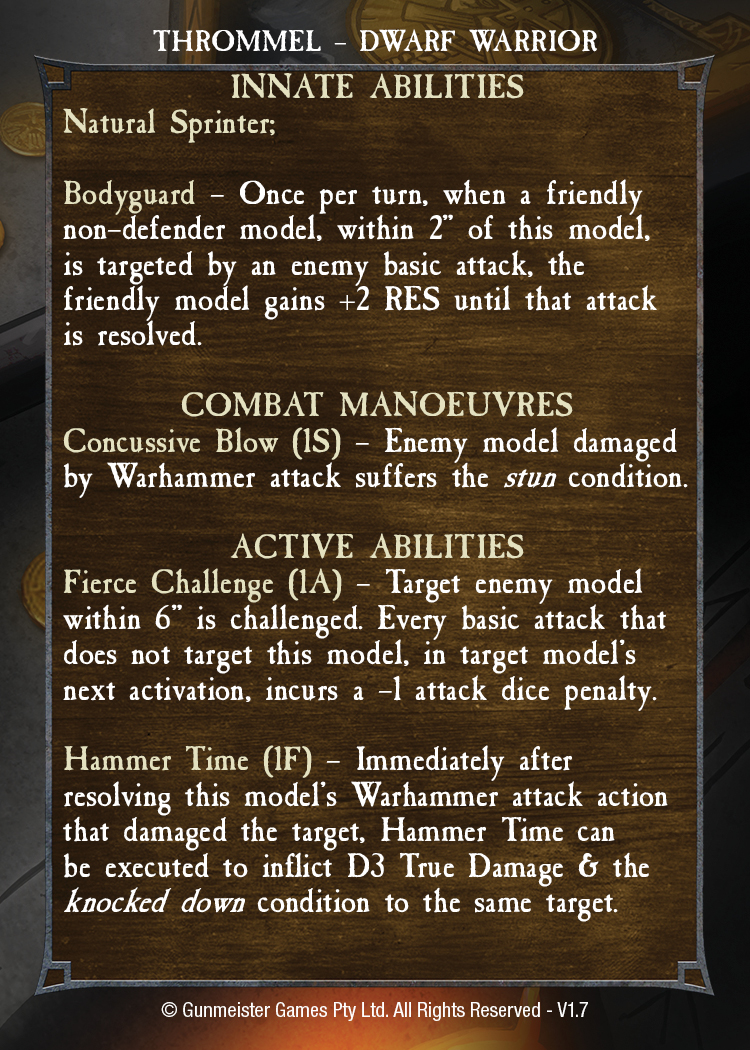 THROMMEL – DWARF WARRIOR
INNATE ABILITIES
Natural Sprinter;
Bodyguard – Once per turn, when a friendly
non-defender model, within 2” of this model,
is targeted by an enemy basic attack, the
friendly model gains +2 RES until that attack
is resolved.
COMBAT MANOEUVRES
Concussive Blow (1S) – Enemy model damaged
by Warhammer attack suffers the stun condition.
ACTIVE ABILITIES
Fierce Challenge (1A) – Target enemy model
within 6” is challenged. Every basic attack that
does not target this model, in target model's
next activation, incurs a -1 attack dice penalty.
Hammer Time (1F) – Immediately after
resolving this model's Warhammer attack action
that damaged the target, Hammer Time can
be executed to inflict D3 True Damage & the
knocked down condition to the same target.
© Gunmeister Games Pty Ltd. All Rights Reserved - V1.7